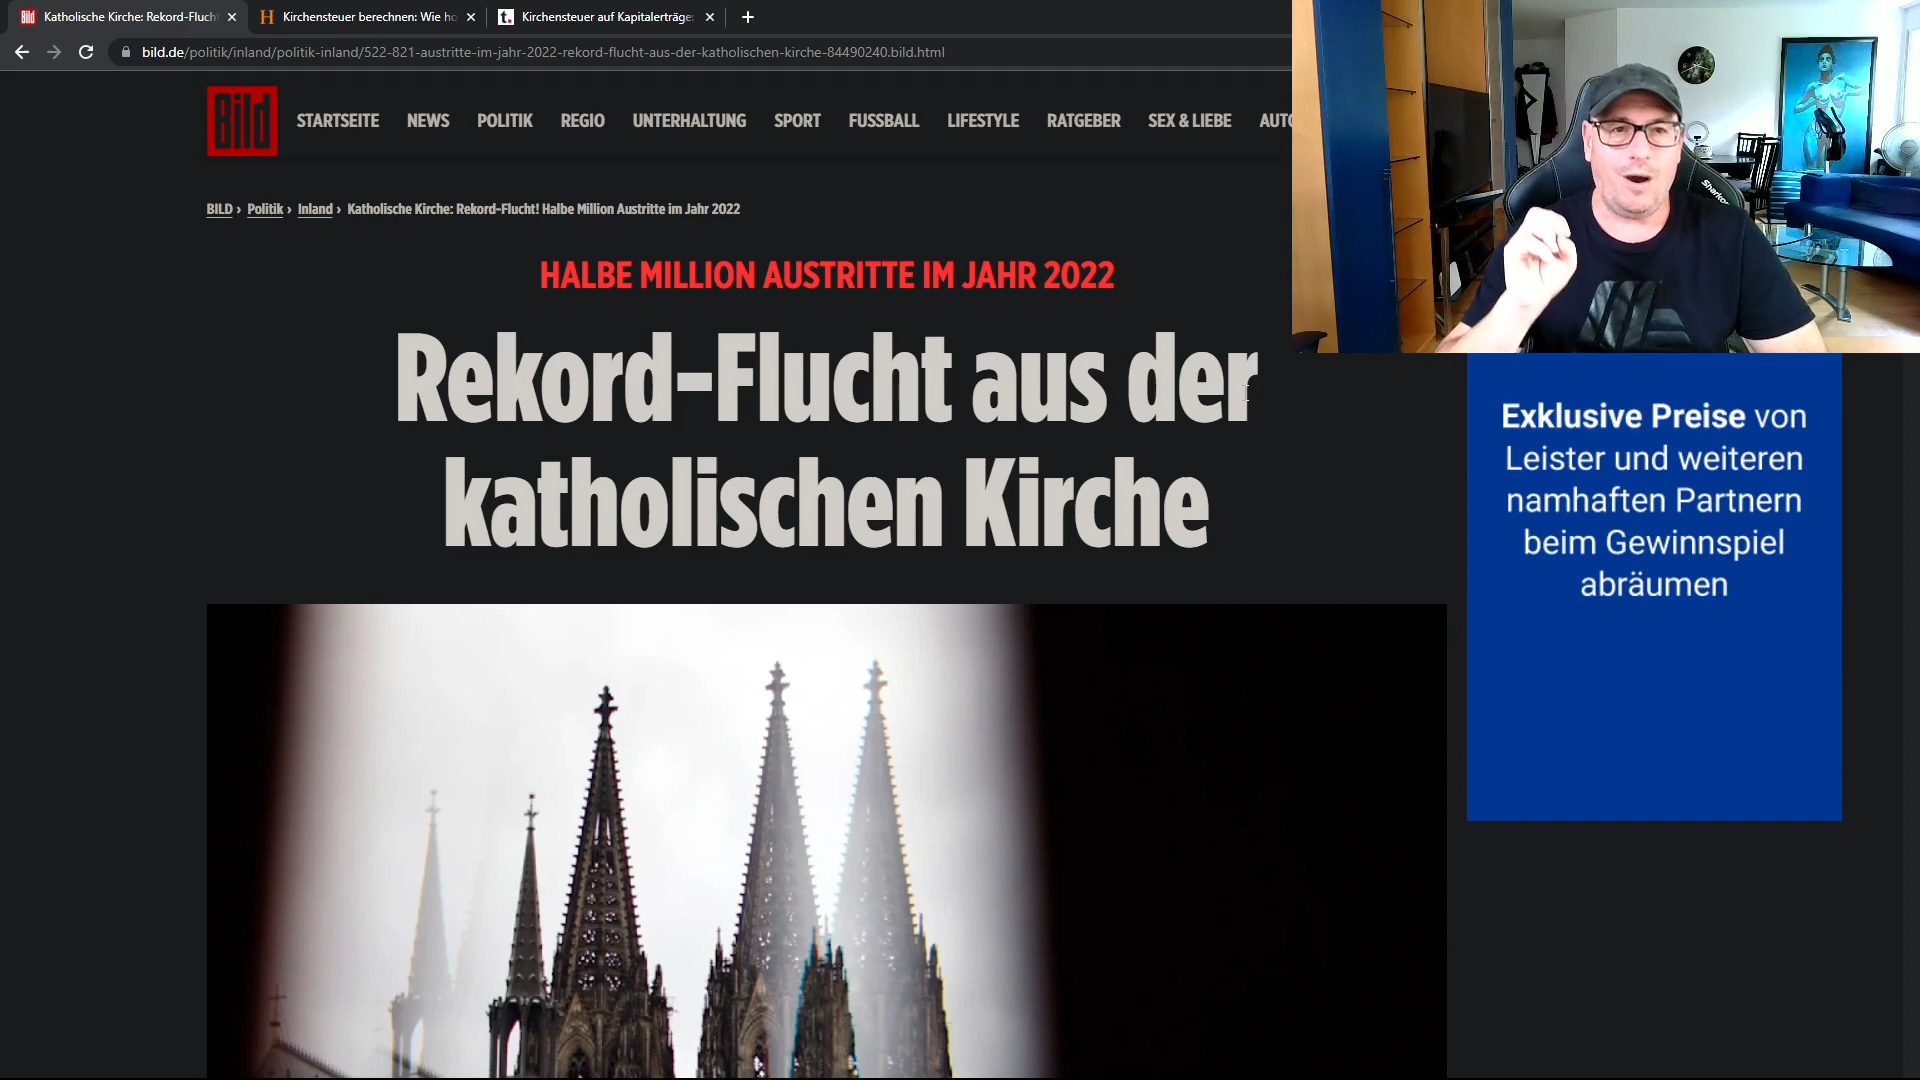 Katholische Kirche: Rekord-Flucht
Kirchensteuer berechnen: Wie ho
Kirchensteuer auf Kapitalerträge:
bild.de/politik/inland/politik-inland/522-821-austritte-im-jahr-2022-rekord-flucht-aus-der-katholischen-kirche-84490240.bild.html
Bild
STARTSEITE NEWS POLITIK REGIO UNTERHALTUNG SPORT FUSSBALL LIFESTYLE RATGEBER SEX & LIEBE AUTO
BILD › Politik › Inland › Katholische Kirche: Rekord-Flucht! Halbe Million Austritte im Jahr 2022
HALBE MILLION AUSTRITTE IM JAHR 2022
Rekord-Flucht aus der
katholischen Kirche
Exklusive Preise von
Leister und weiteren
namhaften Partnern
beim Gewinnspiel
abräumen